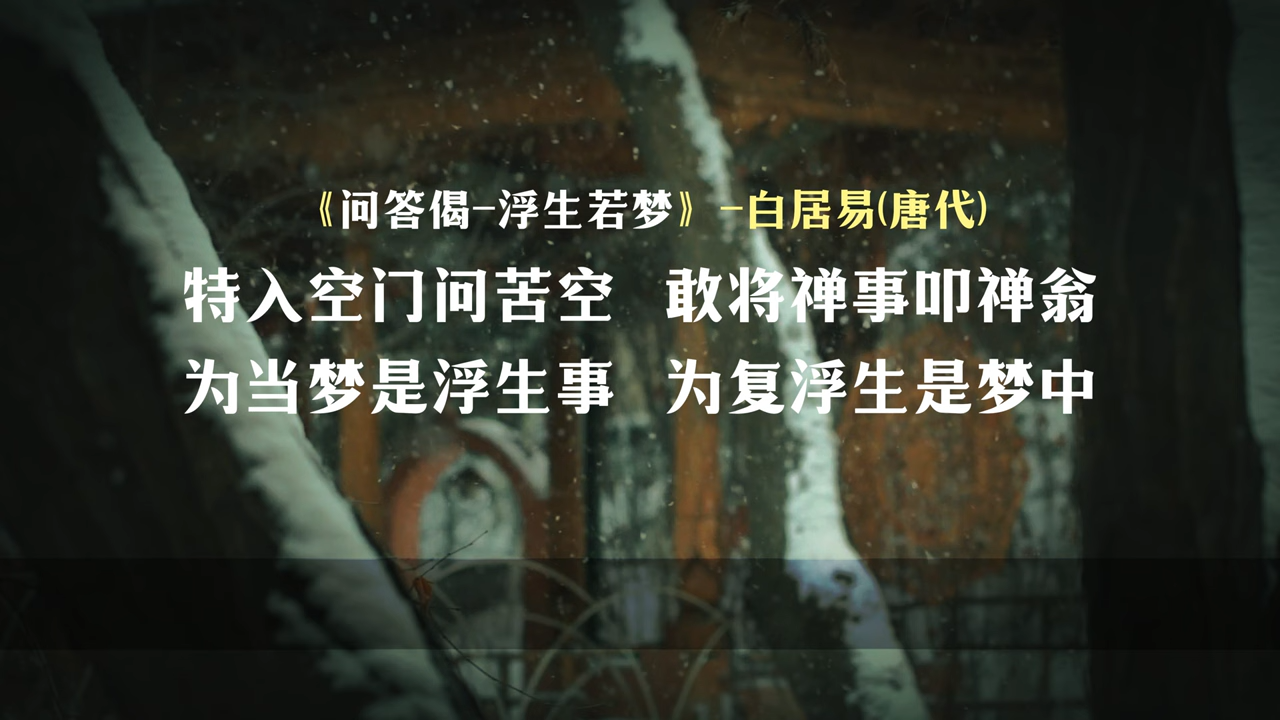 《问答偈-浮生若梦》-白居易(唐代)
特入空门问苦空 敢将禅事叩禅翁
为当梦是浮生事 为复浮生是梦中